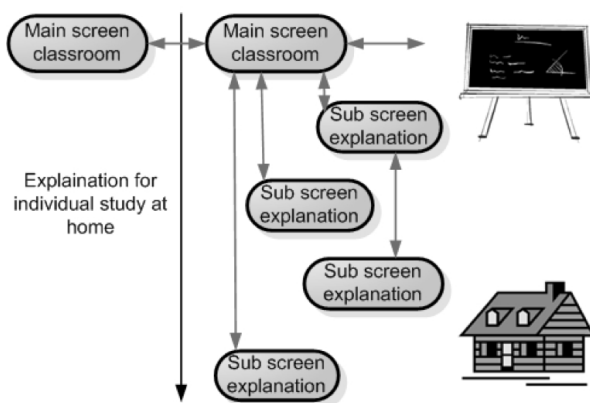 Main screen
classroom
Main screen
classroom
Sub screen
explanation
Explaination for
individual study at
home
Sub screen
explanation
Sub screen
explanation
Sub screen
explanation